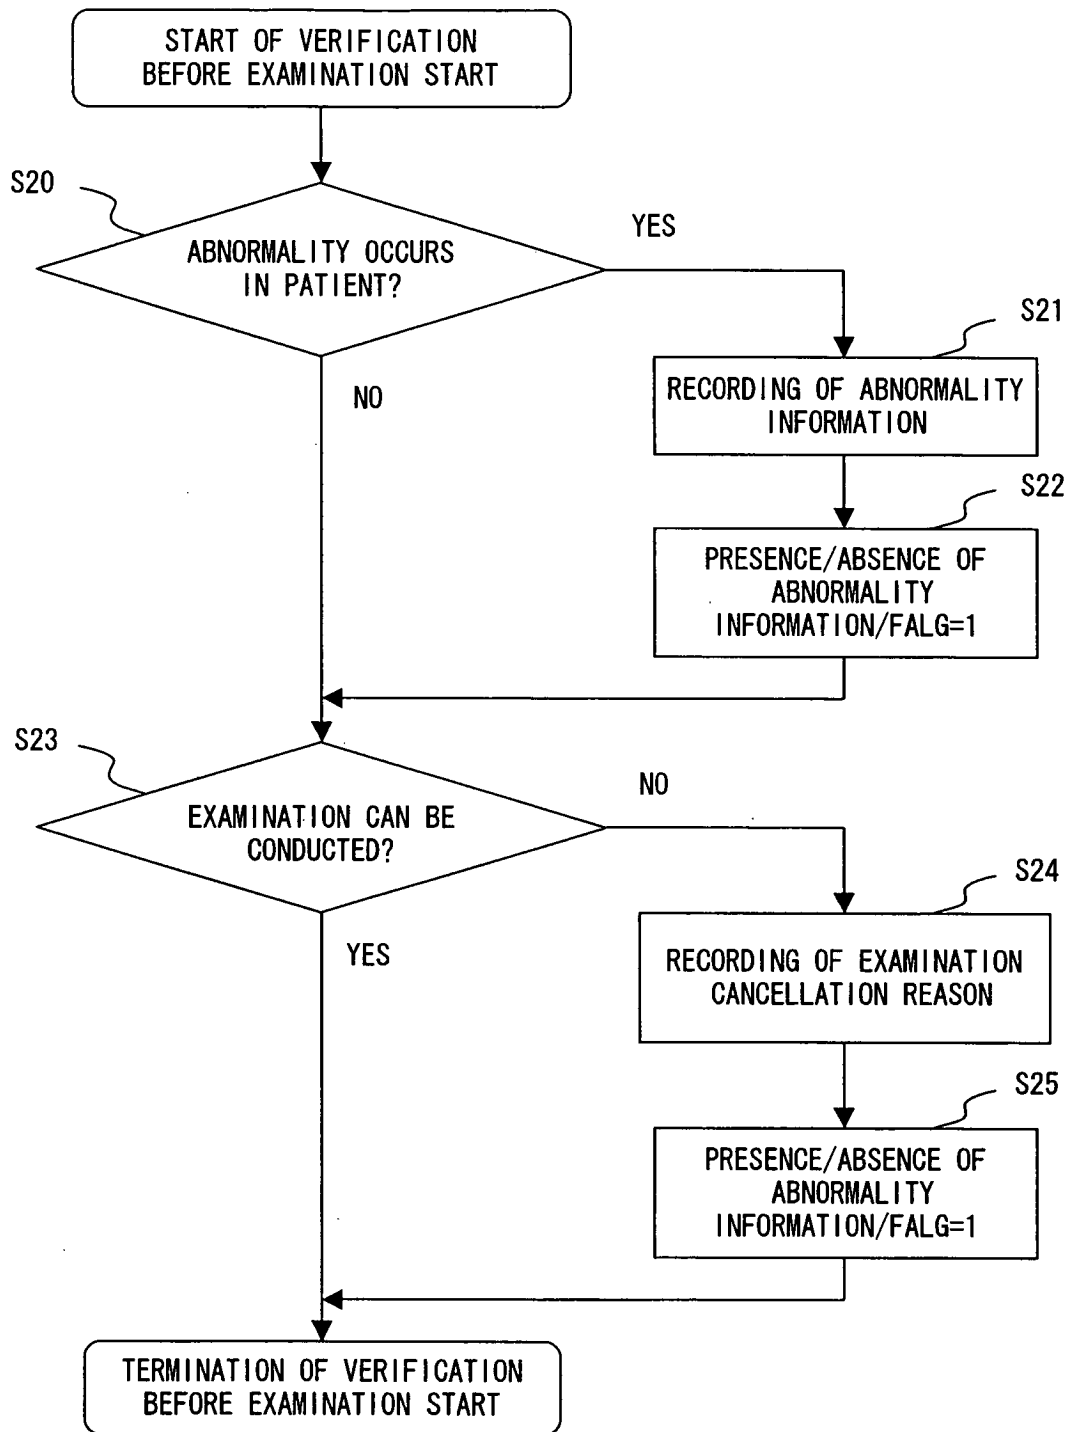 START OF VERIFICATION
BEFORE EXAMINATION START
S20
ABNORMALITY OCCURS
IN PATIENT?
YES
NO
S21
RECORDING OF ABNORMALITY
INFORMATION
S22
PRESENCE/ABSENCE OF
ABNORMALITY
INFORMATION/FALG=1
S23
EXAMINATION CAN BE
CONDUCTED?
NO
YES
S24
RECORDING OF EXAMINATION
CANCELLATION REASON
S25
PRESENCE/ABSENCE OF
ABNORMALITY
INFORMATION/FALG=1
TERMINATION OF VERIFICATION
BEFORE EXAMINATION START